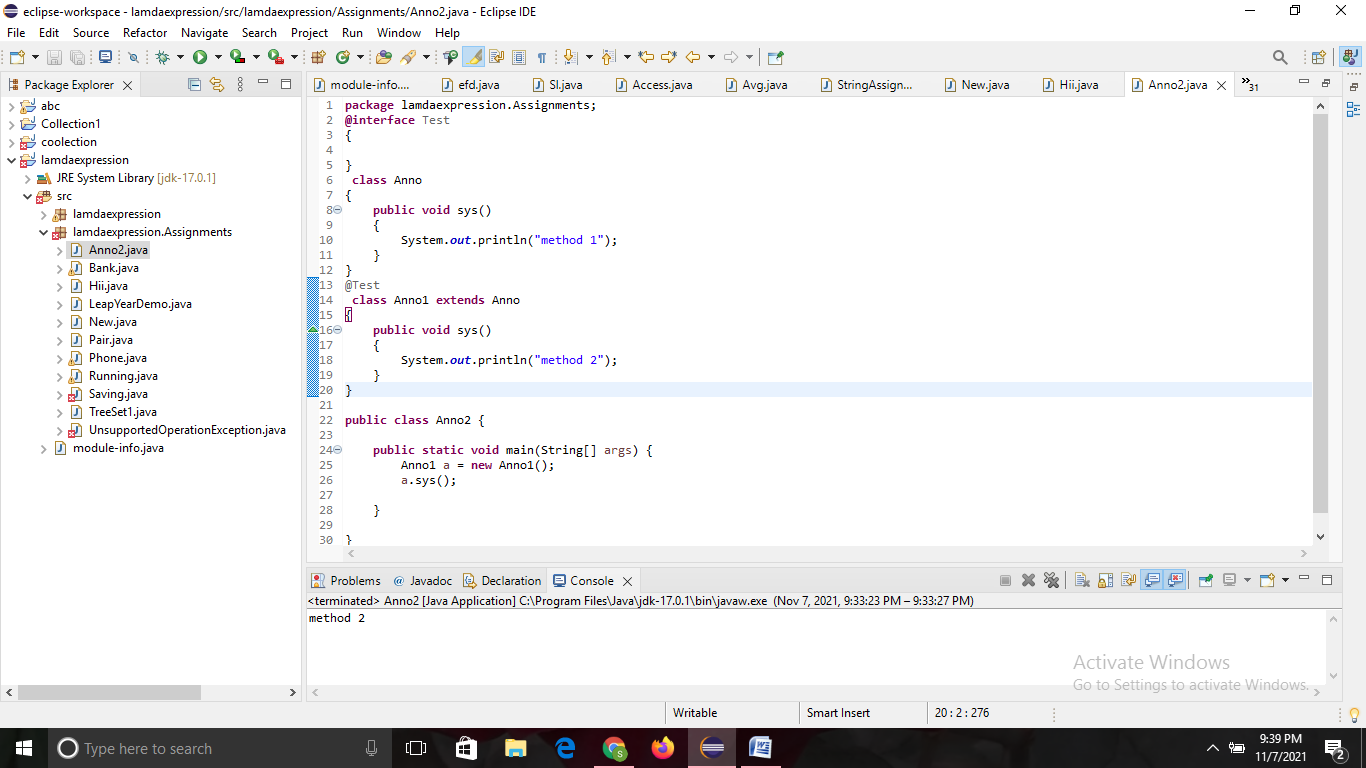 eclipse-workspace - lamdaexpression/src/lamdaexpression/Assignments/Anno2.java - Eclipse IDE
File Edit Source Refactor Navigate Search Project Run Window Help
Package Explorer
abc
Collection1
coolection
lamdaexpression
JRE System Library [jdk-17.0.1]
src
lamdaexpression
lamdaexpression.Assignments
Anno2.java
Bank.java
Hii.java
LeapYearDemo.java
New.java
Pair.java
Phone.java
Running.java
Saving.java
TreeSet1.java
UnsupportedOperationException.java
module-info.java
module-info.... efd.java SI.java Access.java Avg.java StringAssign... New.java Hii.java Anno2.java 31
1 package lamdaexpression.Assignments;
2 @interface Test
3 {
4
5 }
6 class Anno
7 {
8 public void sys()
9 {
10 System.out.println("method 1");
11 }
12 }
13 @Test
14 class Anno1 extends Anno
15 {
16 public void sys()
17 {
18 System.out.println("method 2");
19 }
20 }
21
22 public class Anno2 {
23
24 public static void main(String[] args) {
25 Anno1 a = new Anno1();
26 a.sys();
27
28 }
29
30 }
Problems @ Javadoc Declaration Console
<terminated> Anno2 [Java Application] C:\Program Files\Java\jdk-17.0.1\bin\javaw.exe (Nov 7, 2021, 9:33:23 PM – 9:33:27 PM)
method 2
Activate Windows
Go to Settings to activate Windows.
Writable Smart Insert 20 : 2 : 276
Type here to search
9:39 PM
11/7/2021
2